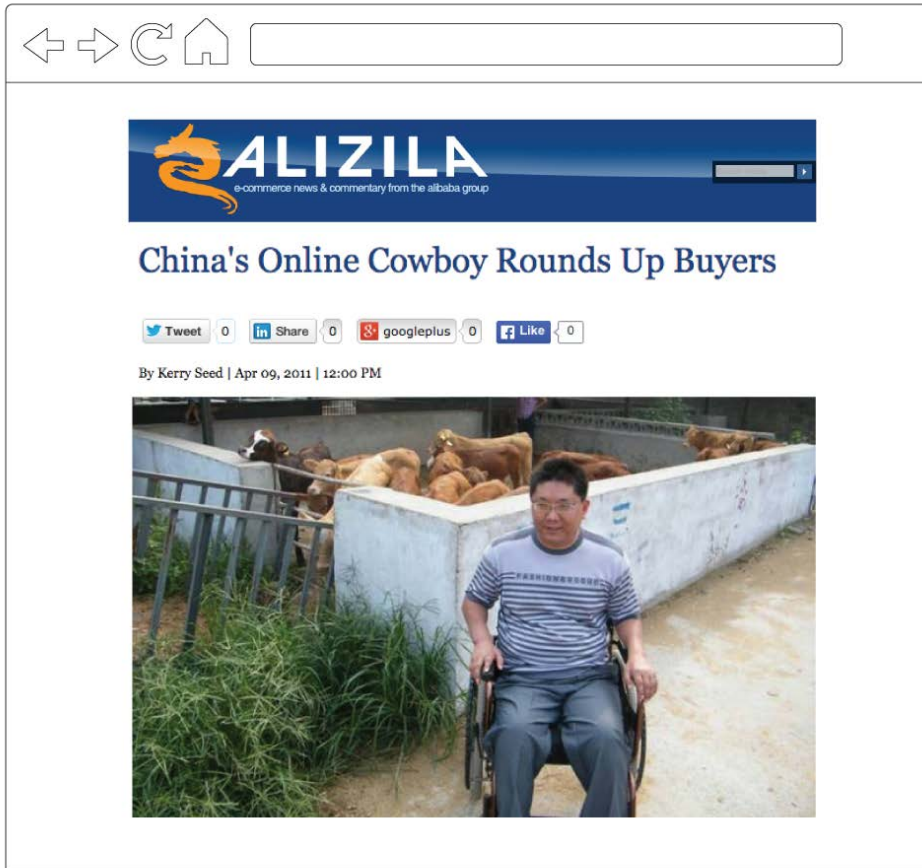 ALIZILA
e-commerce news & commentary from the alibaba group
China's Online Cowboy Rounds Up Buyers
Tweet 0 Share 0 googleplus 0 Like 0
By Kerry Seed | Apr 09, 2011 | 12:00 PM